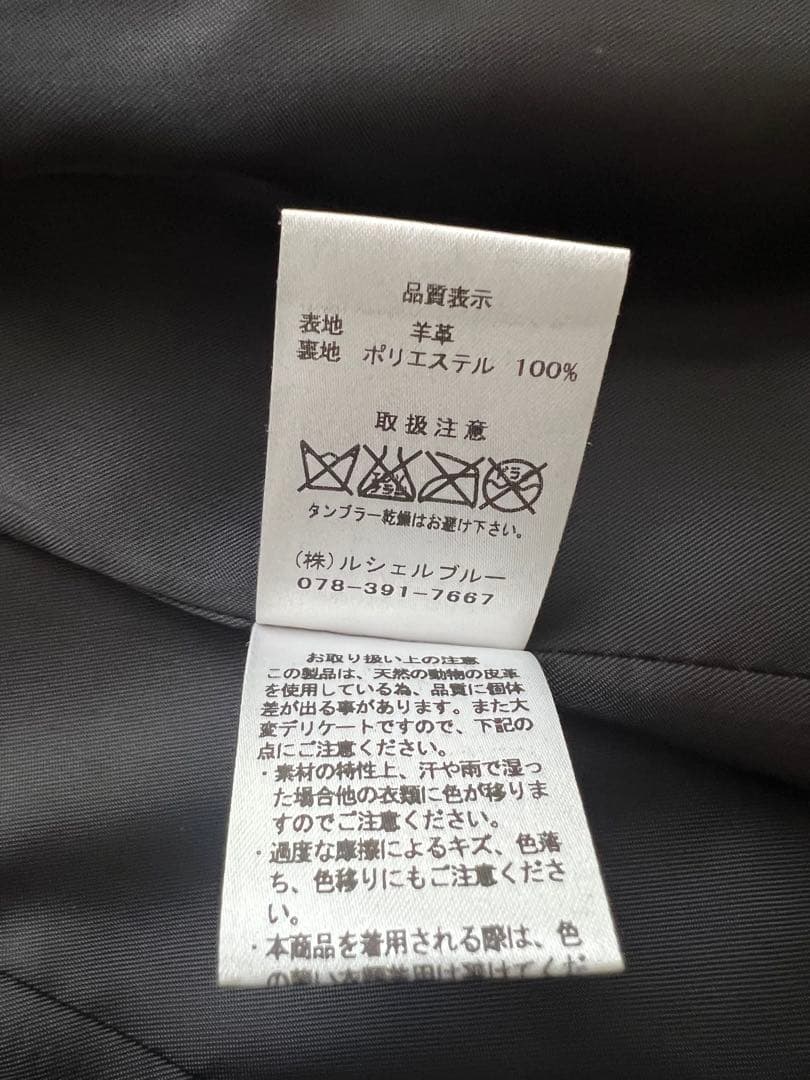 品質表示
表地 羊革
裏地 ポリエステル 100%
取扱注意
エンソ
サラシ
ドライ
タンブラー乾燥はお避け下さい。
(株)ルシェルブルー
078-391-7667
お取り扱い上の注意
この製品は、天然の動物の皮革
を使用している為、品質に個体
差が出る事があります。また大
変デリケートですので、下記の
点にご注意ください。
・素材の特性上、汗や雨で湿っ
た場合他の衣類に色が移りま
すのでご注意ください。
・過度な摩擦によるキズ、色落
ち、色移りにもご注意くださ
い。
・本商品を着用される際は、色